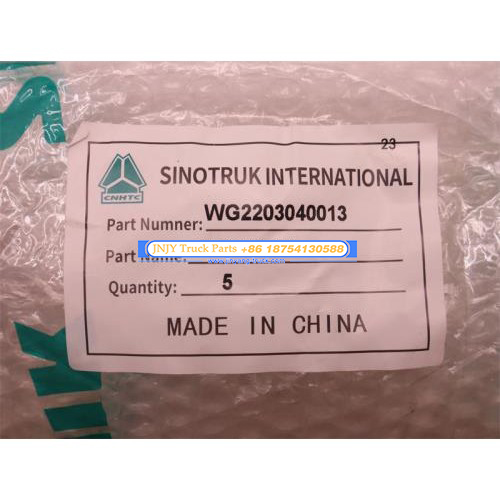 23
SINOTRUK INTERNATIONAL
CNHTC
Part Numner: WG2203040013
JNJY Truck Parts +86 18754130588
Part Name:
Quantity: 5
MADE IN CHINA